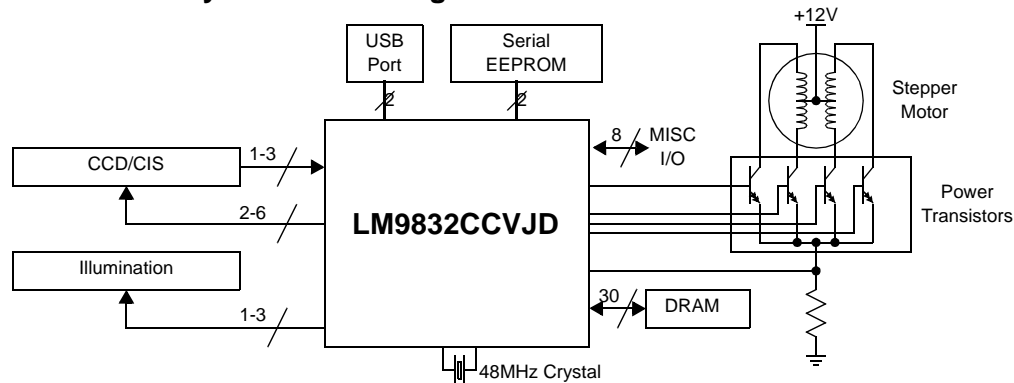 +12V
USB
Port
Serial
EEPROM
2
2
Stepper
Motor
8
MISC
I/O
CCD/CIS
1-3
2-6
LM9832CCVJD
Power
Transistors
Illumination
1-3
30
DRAM
48MHz Crystal